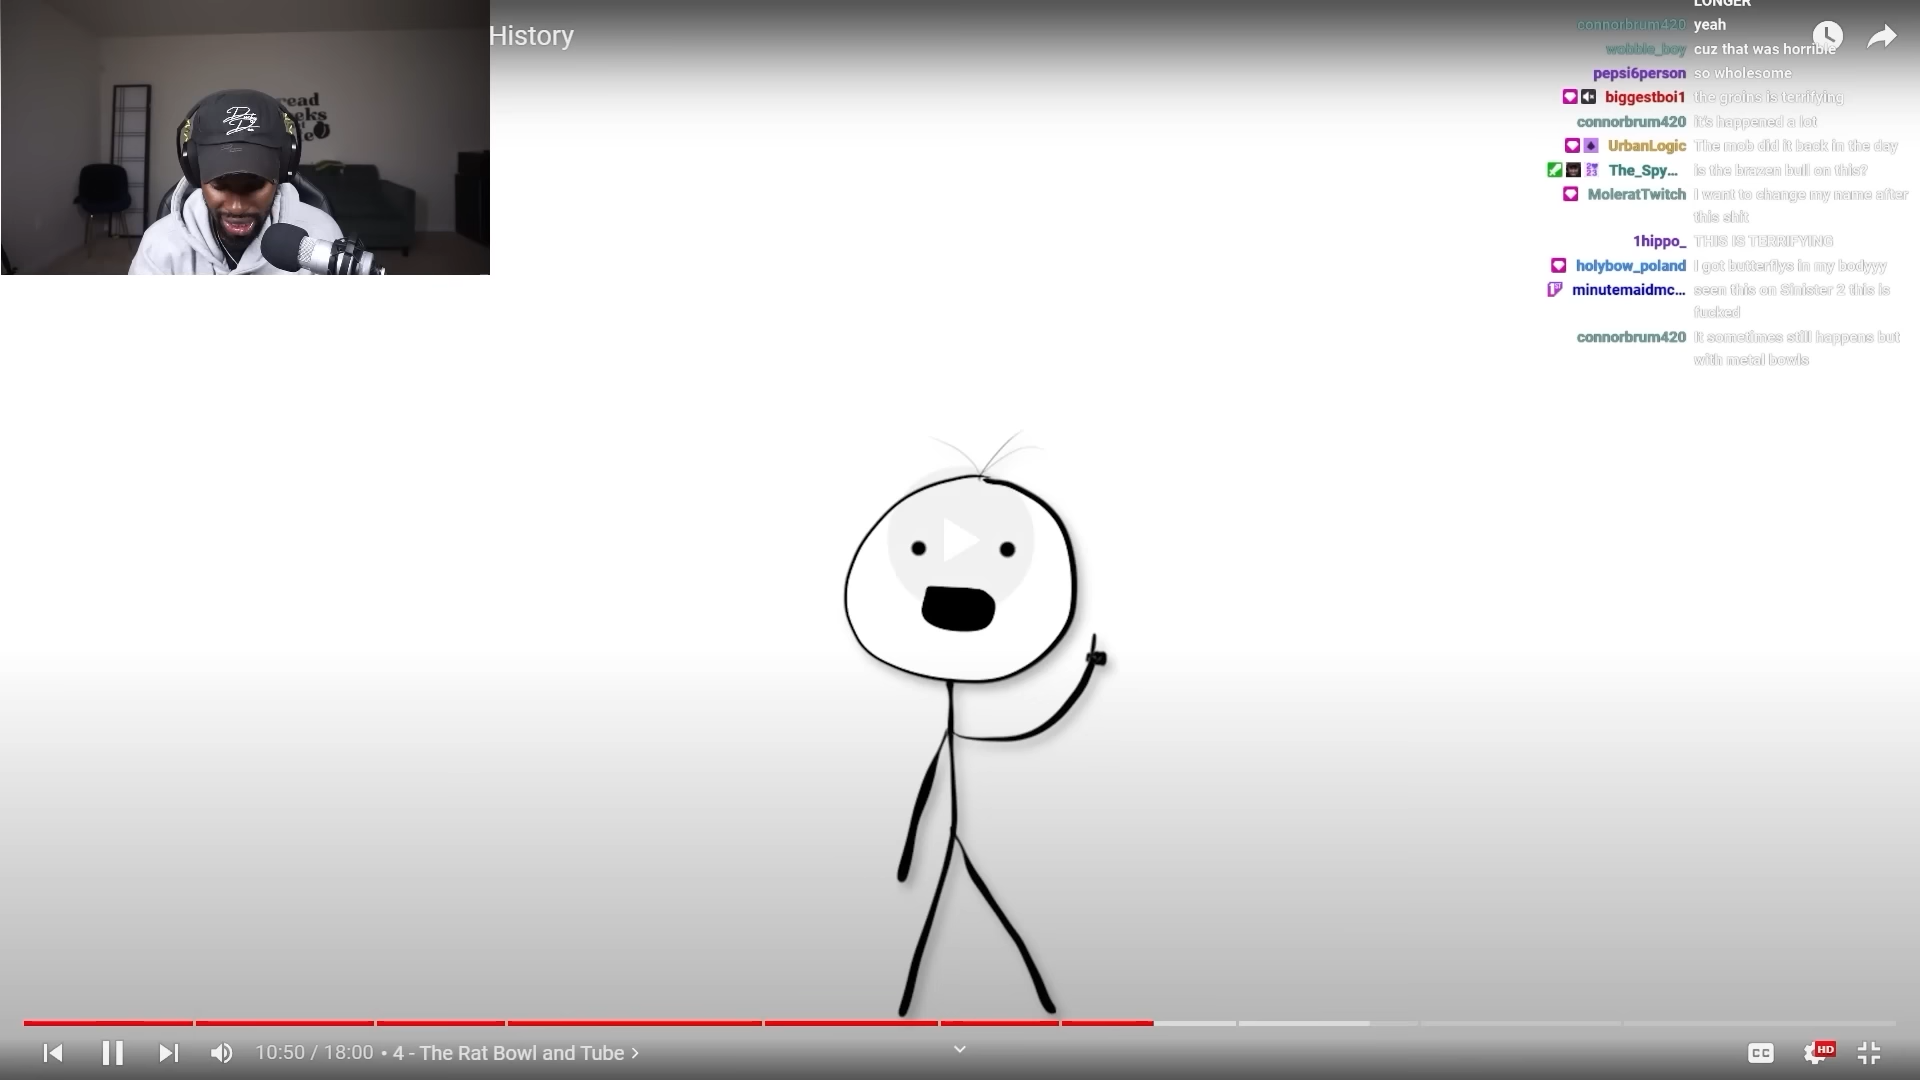 History
LONGER
connorbrum420 yeah
wobble_boy cuz that was horrible
pepsi6person so wholesome
biggestboi1 the groins is terrifying
connorbrum420 it's happened a lot
UrbanLogic The mob did it back in the day
The_Spy... is the brazen bull on this?
MoleratTwitch I want to change my name after
this shit
1hippo_ THIS IS TERRIFYING
holybow_poland I got butterflys in my bodyyy
minutemaidmc... seen this on Sinister 2 this is
fucked
connorbrum420 It sometimes still happens but
with metal bowls
10:50 / 18:00 • 4 - The Rat Bowl and Tube
CC
HD